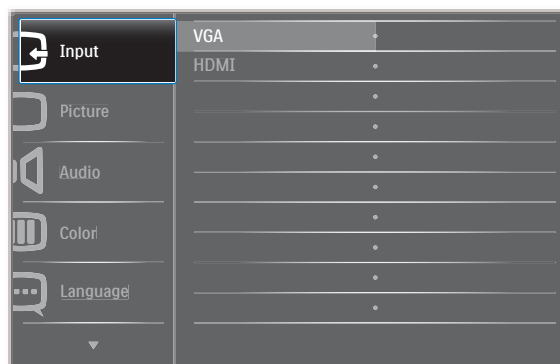 Input
Picture
Audio
Color
Language
VGA
HDMI